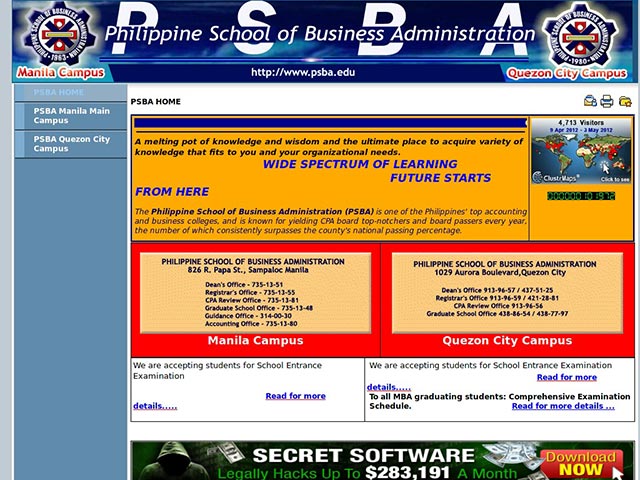 P S B A
Philippine School of Business Administration
Manila Campus
http://www.psba.edu
Quezon City Campus
PSBA HOME
PSBA Manila Main
Campus
PSBA Quezon City
Campus
PSBA HOME
A melting pot of knowledge and wisdom and the ultimate place to acquire variety of
knowledge that fits to you and your organizational needs.
WIDE SPECTRUM OF LEARNING
FUTURE STARTS
FROM HERE
The Philippine School of Business Administration (PSBA) is one of the Philippines' top accounting
and business colleges, and is known for yielding CPA board top-notchers and board passers every year,
the number of which consistently surpasses the county's national passing percentage.
4,713 Visitors
9 Apr 2012 - 3 May 2012
ClustrMaps
Click to see
PHILIPPINE SCHOOL OF BUSINESS ADMINISTRATION
826 R. Papa St., Sampaloc Manila
Dean's Office - 735-13-51
Registrar's Office - 735-13-55
CPA Review Office - 735-13-81
Graduate School Office - 735-13-48
Guidance Office - 314-00-30
Accounting Office - 735-13-80
Manila Campus
PHILIPPINE SCHOOL OF BUSINESS ADMINISTRATION
1029 Aurora Boulevard,Quezon City
Dean's Office 913-96-57 / 437-51-25
Registrar's Office 913-96-59 / 421-28-81
CPA Review Office 913-96-56
Graduate School Office 438-86-54 / 438-77-97
Quezon City Campus
We are accepting students for School Entrance
Examination
Read for more
details.....
We are accepting students for School Entrance Examination
Read for more
details.....
To all MBA graduating students: Comprehensive Examination
Schedule. Read for more details ...
SECRET SOFTWARE
Legally Hacks Up To $283,191 A Month
Download
NOW